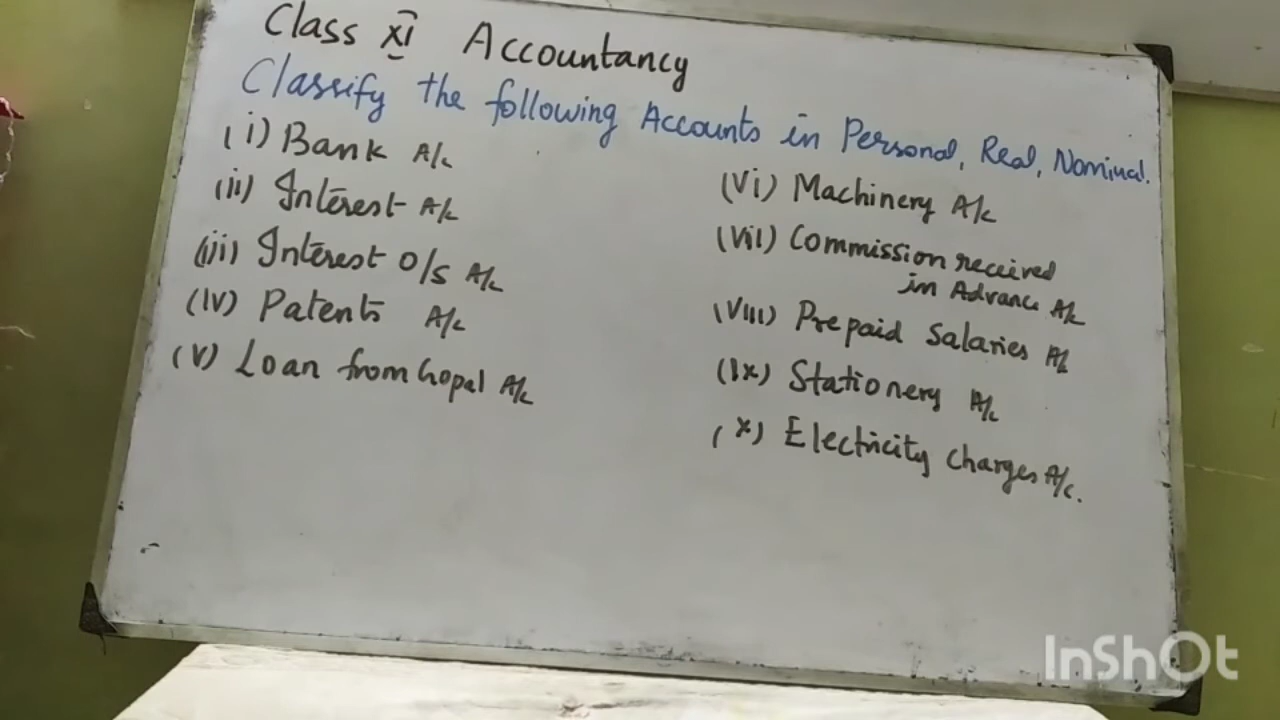 Class XI Accountancy
Classify the following Accounts in Personal, Real, Nominal.
(i) Bank A/c
(ii) Interest A/c
(iii) Interest O/s A/c
(iv) Patents A/c
(v) Loan from Gopal A/c
(vi) Machinery A/c
(vii) Commission received
in Advance A/c
(viii) Prepaid Salaries A/c
(ix) Stationery A/c
(x) Electricity Charges A/c.
InShOt